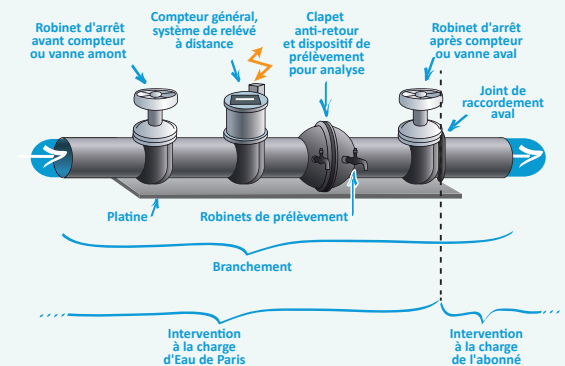 Robinet d'arrêt
avant compteur
ou vanne amont
Compteur général,
système de relevé
à distance
Clapet
anti-retour
et dispositif de
prélèvement
pour analyse
Robinet d'arrêt
après compteur
ou vanne aval
Joint de
raccordement
aval
Platine
Robinets de prélèvement
Branchement
Intervention
à la charge
d'Eau de Paris
Intervention
à la charge
de l'abonné